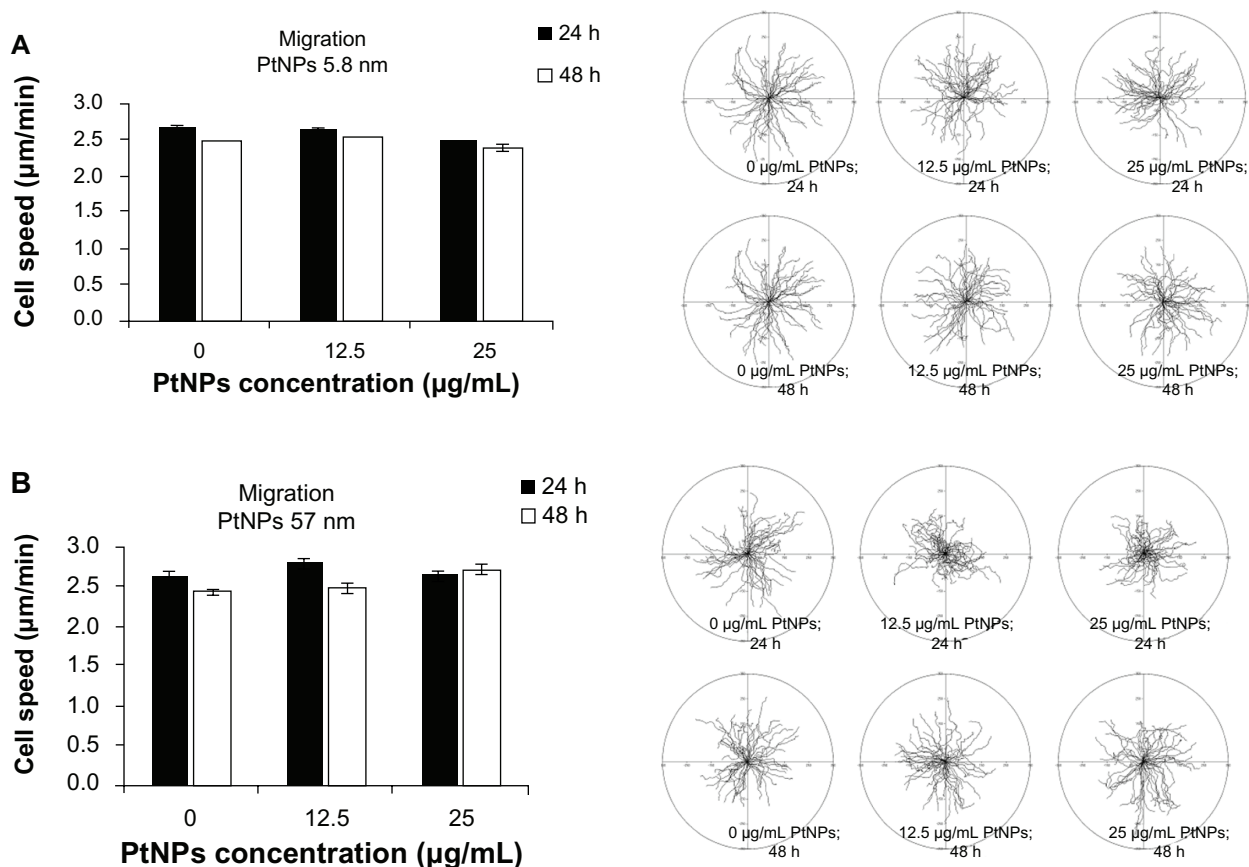 A
Migration
PtNPs 5.8 nm
24 h
48 h
Cell speed (µm/min)
3.0
2.5
2.0
1.5
1.0
0.5
0.0
0
12.5
25
PtNPs concentration (µg/mL)
0 µg/mL PtNPs;
24 h
12.5 µg/mL PtNPs;
24 h
25 µg/mL PtNPs;
24 h
0 µg/mL PtNPs;
48 h
12.5 µg/mL PtNPs;
48 h
25 µg/mL PtNPs;
48 h
B
Migration
PtNPs 57 nm
24 h
48 h
Cell speed (µm/min)
3.0
2.5
2.0
1.5
1.0
0.5
0.0
0
12.5
25
PtNPs concentration (µg/mL)
0 µg/mL PtNPs;
24 h
12.5 µg/mL PtNPs;
24 h
25 µg/mL PtNPs;
24 h
0 µg/mL PtNPs;
48 h
12.5 µg/mL PtNPs;
48 h
25 µg/mL PtNPs;
48 h